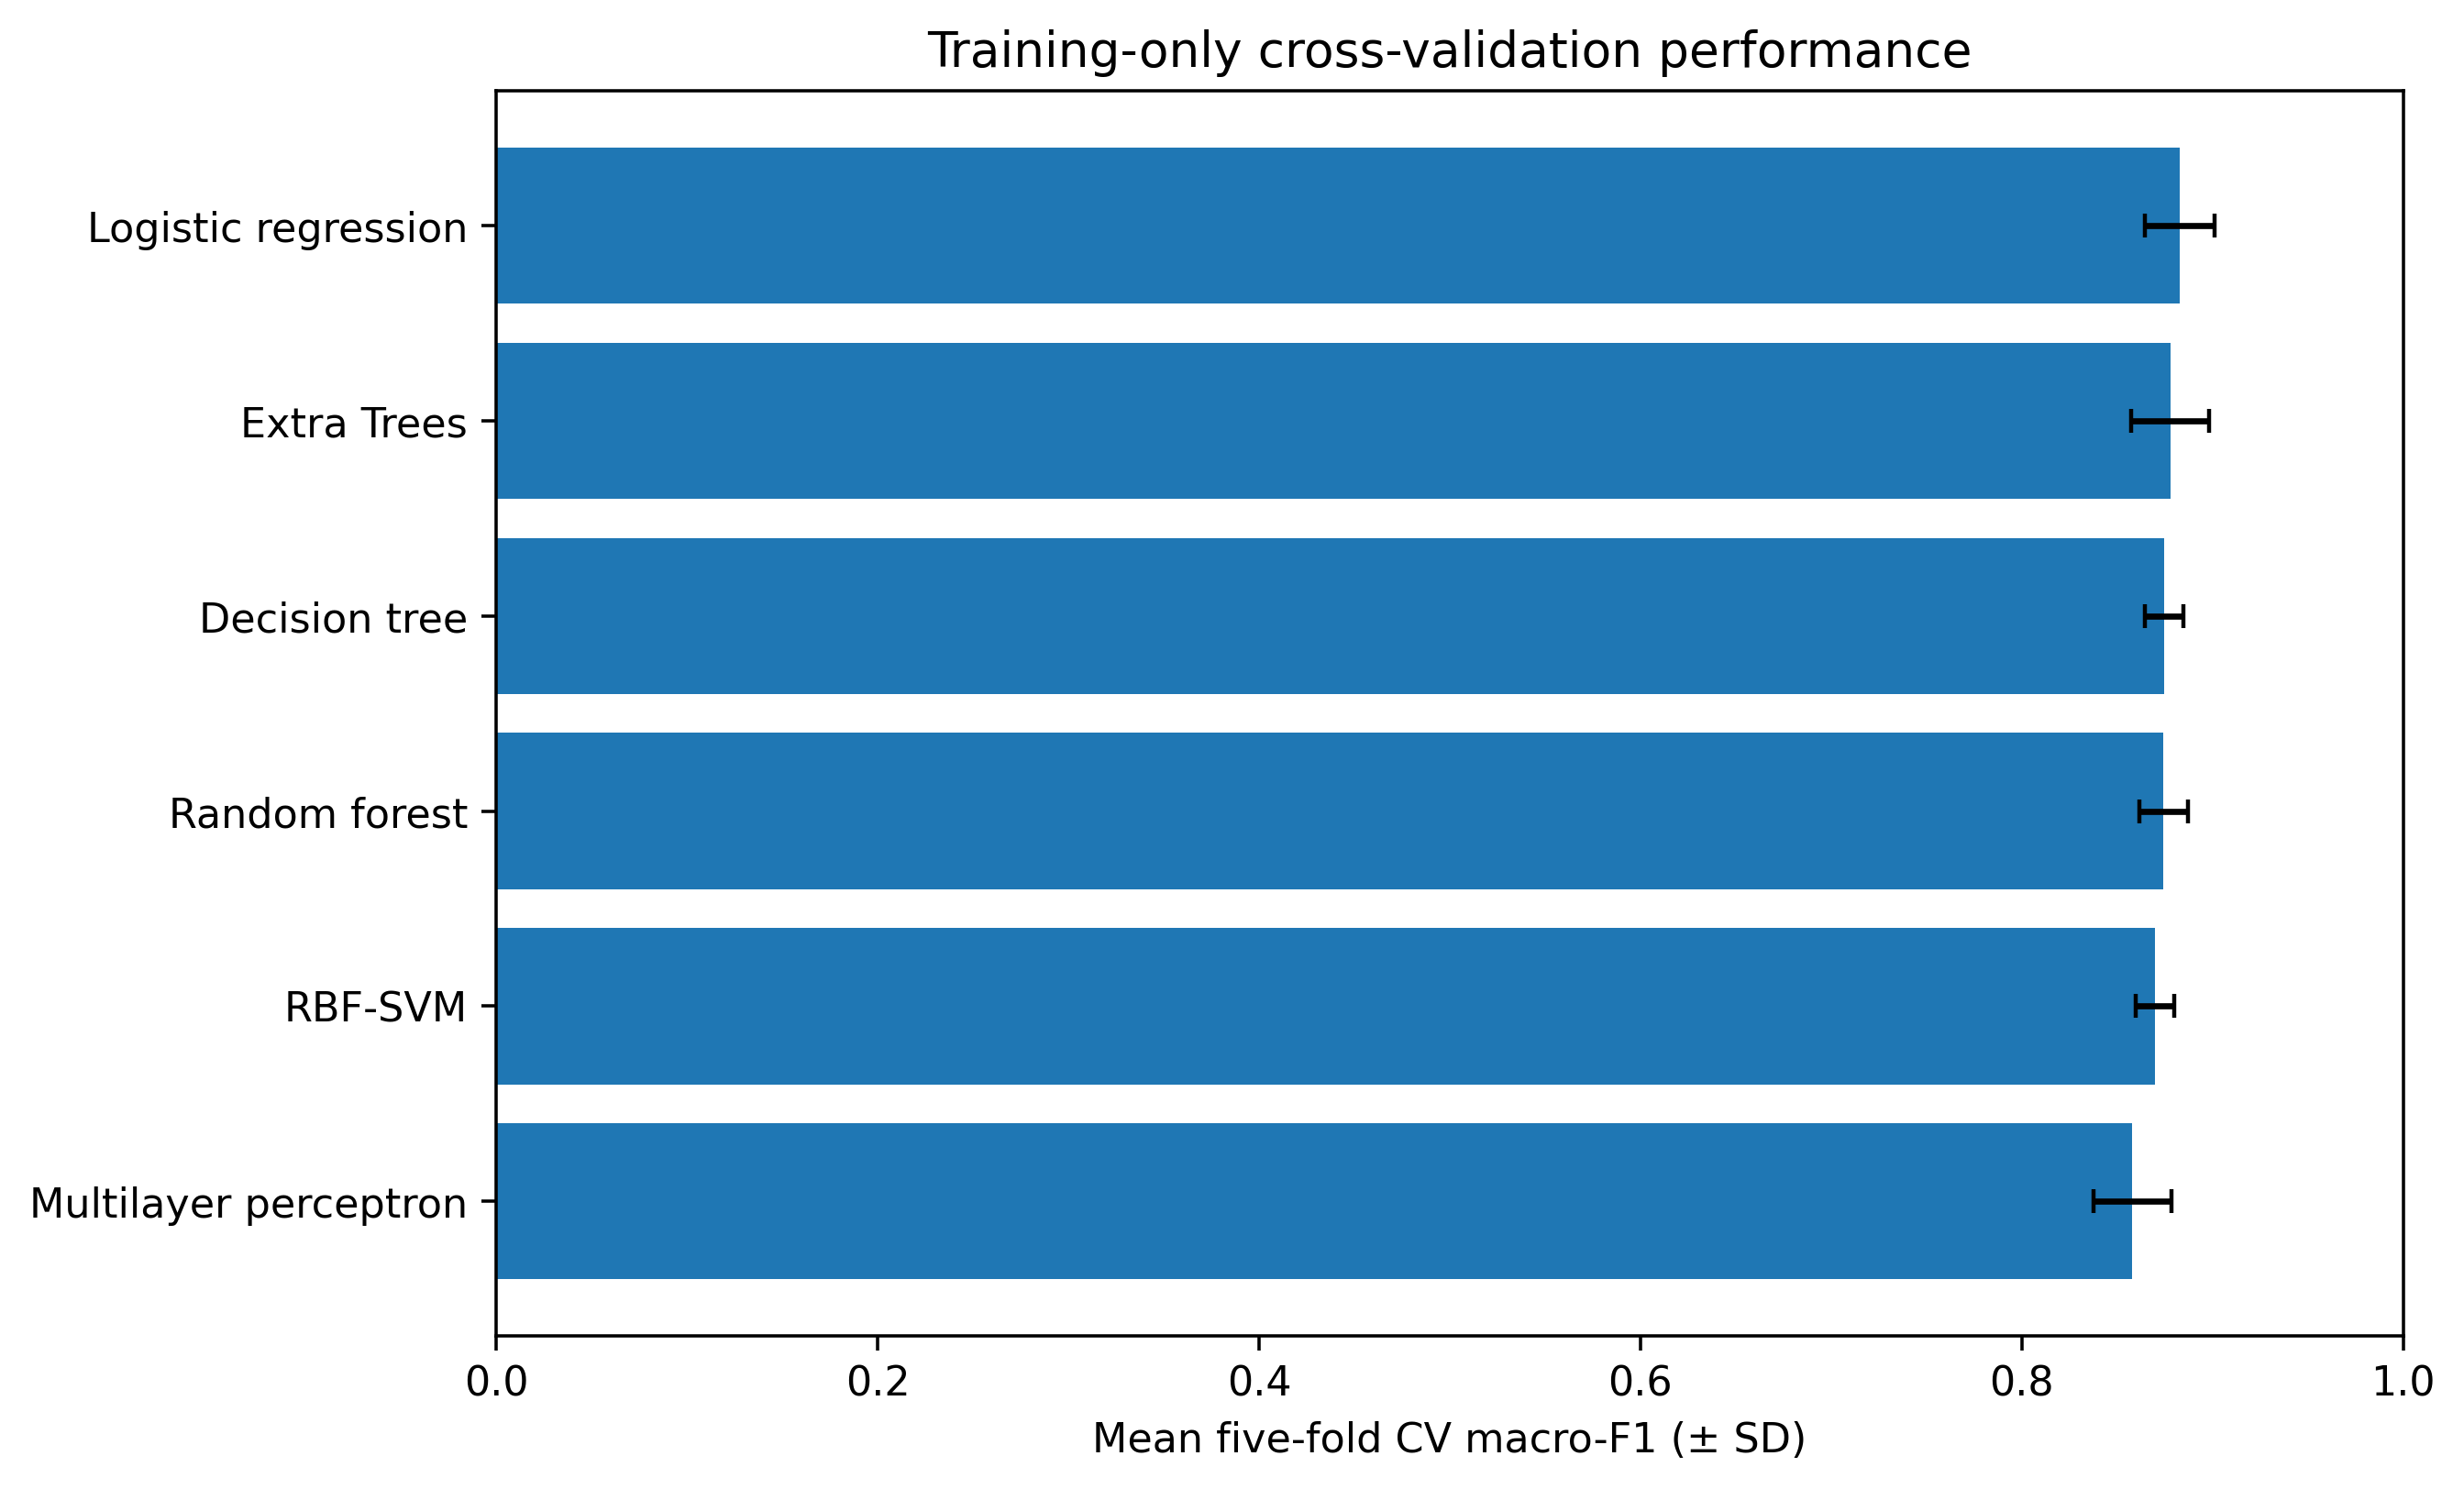 Training-only cross-validation performance
Logistic regression
Extra Trees
Decision tree
Random forest
RBF-SVM
Multilayer perceptron
0.0 0.2 0.4 0.6 0.8 1.0
Mean five-fold CV macro-F1 (± SD)